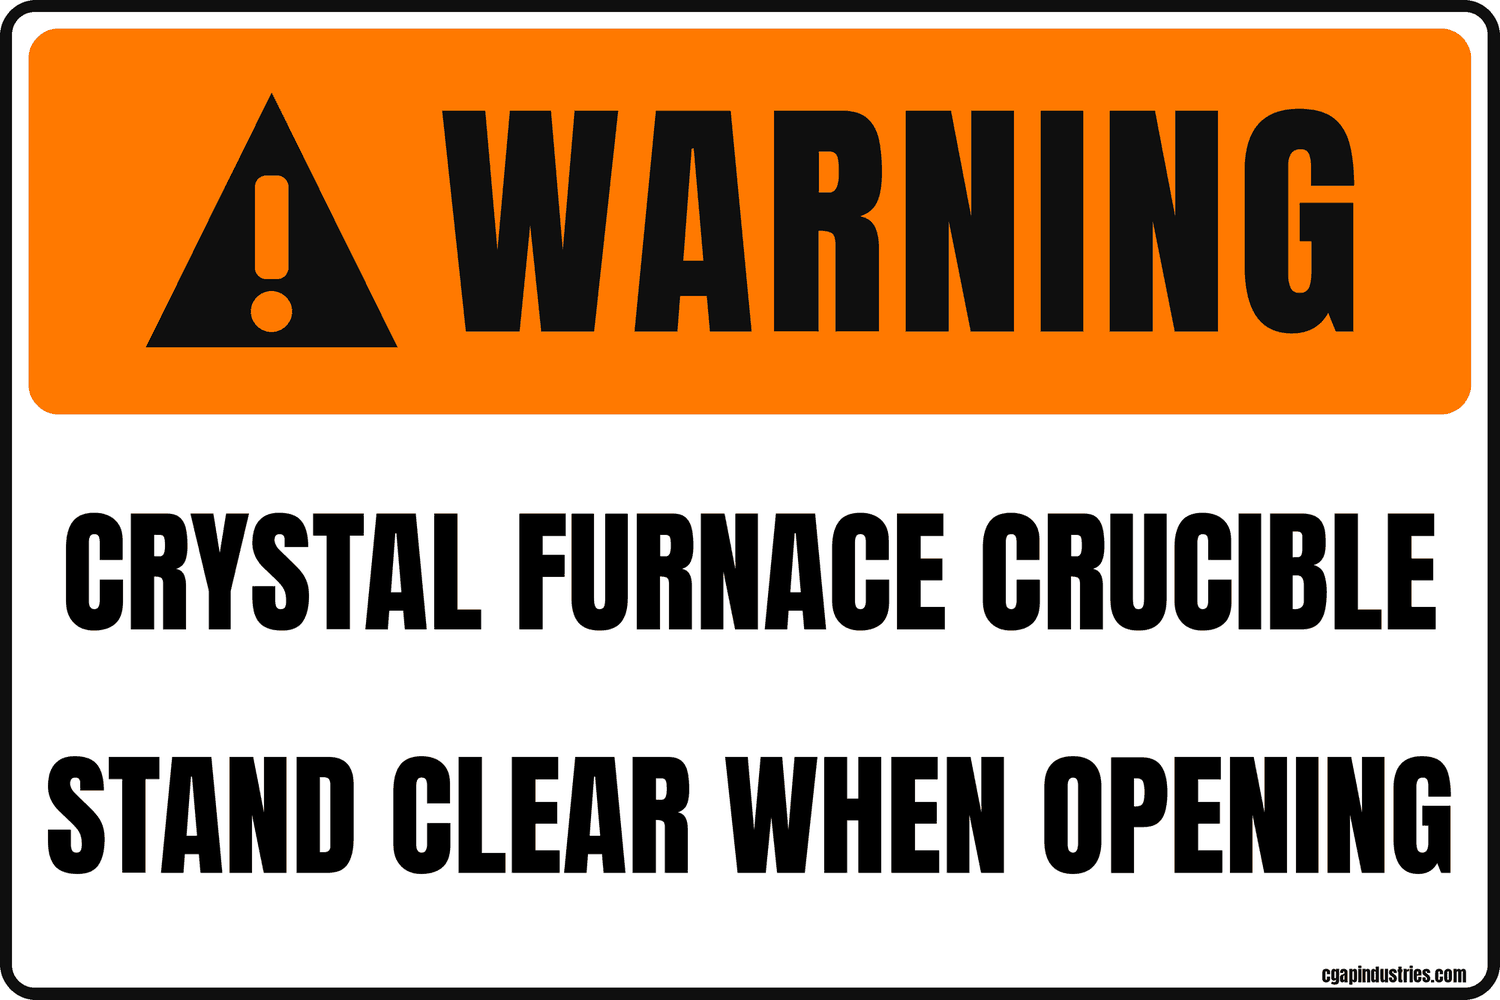 WARNING
CRYSTAL FURNACE CRUCIBLE
STAND CLEAR WHEN OPENING
cgapindustries.com